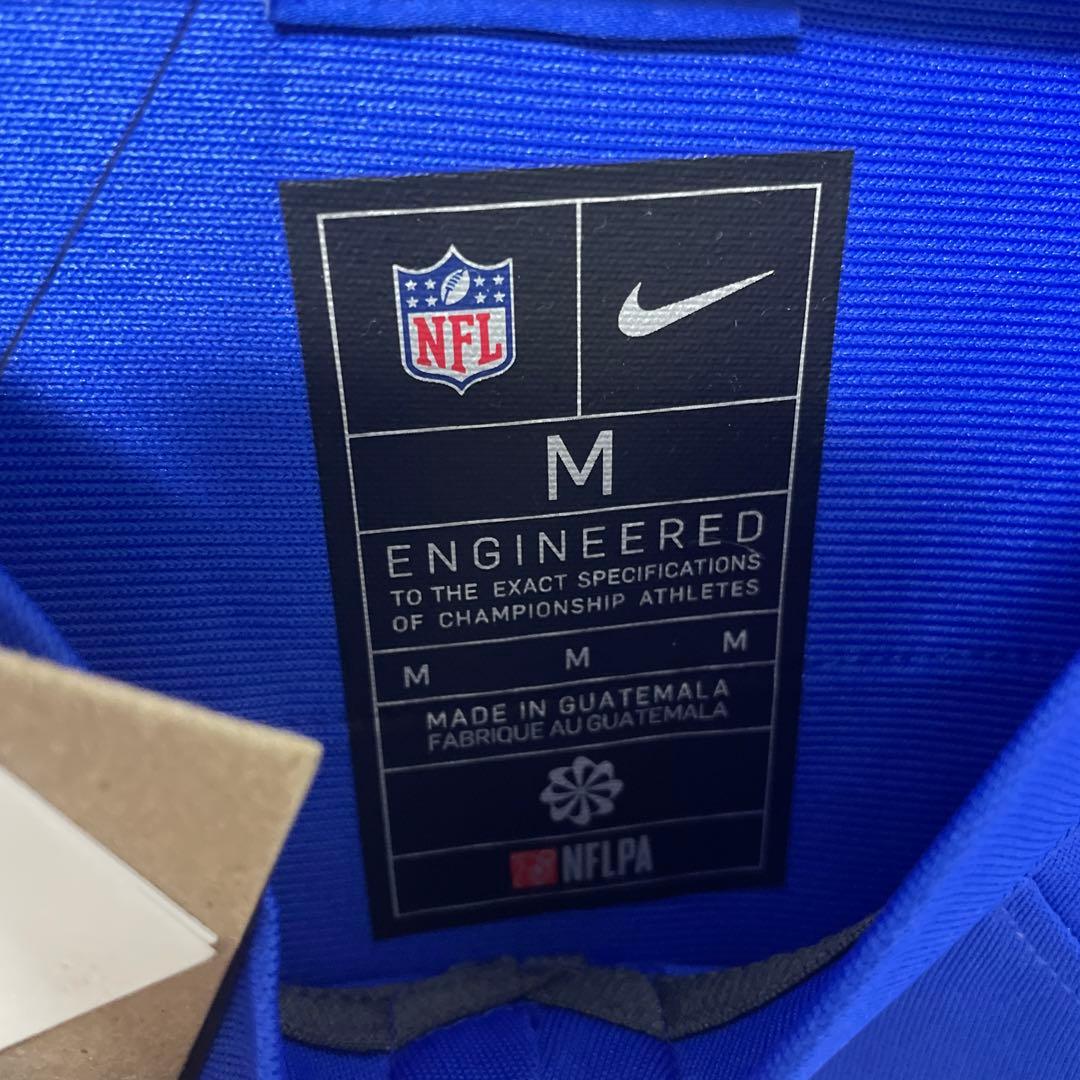 NFL
M
ENGINEERED
TO THE EXACT SPECIFICATIONS
OF CHAMPIONSHIP ATHLETES
M M M
MADE IN GUATEMALA
FABRIQUE AU GUATEMALA
NFLPA